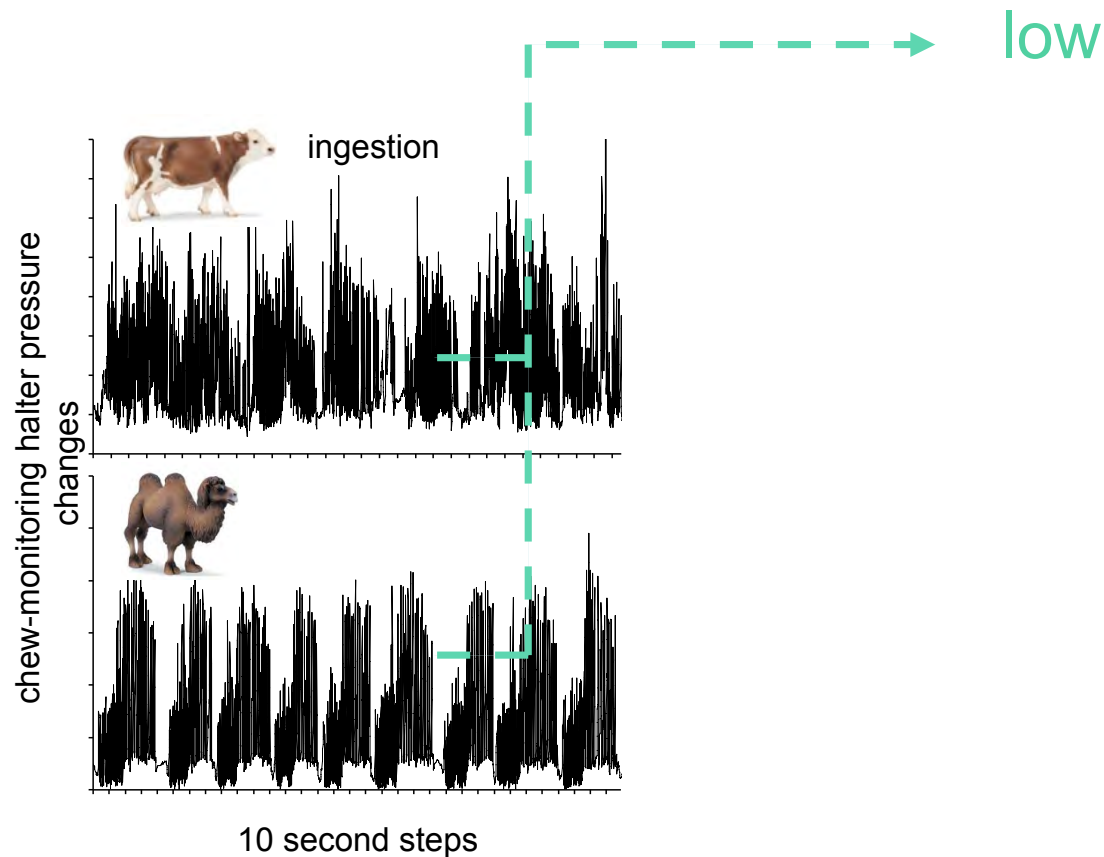 low
ingestion
chew-monitoring halter pressure
changes
10 second steps